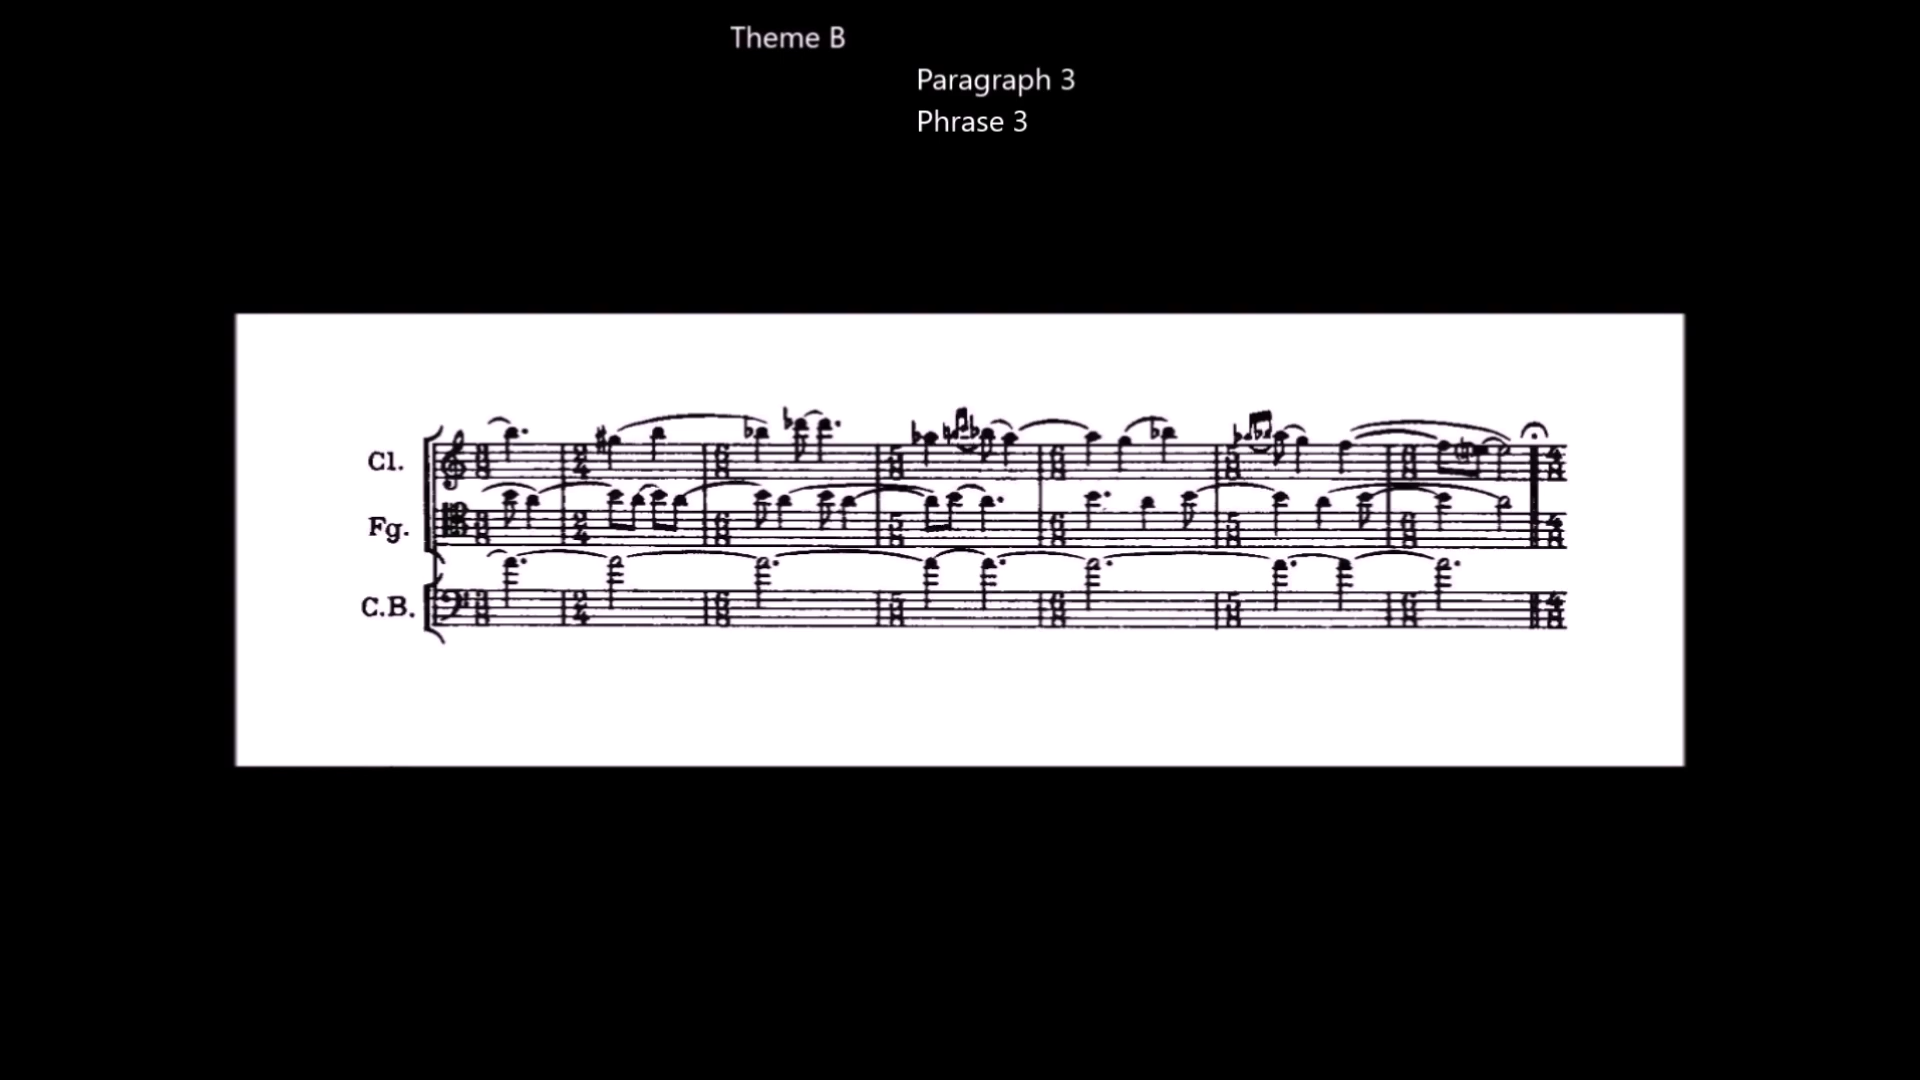 Theme B
Paragraph 3
Phrase 3
Cl.
Fg.
C.B.